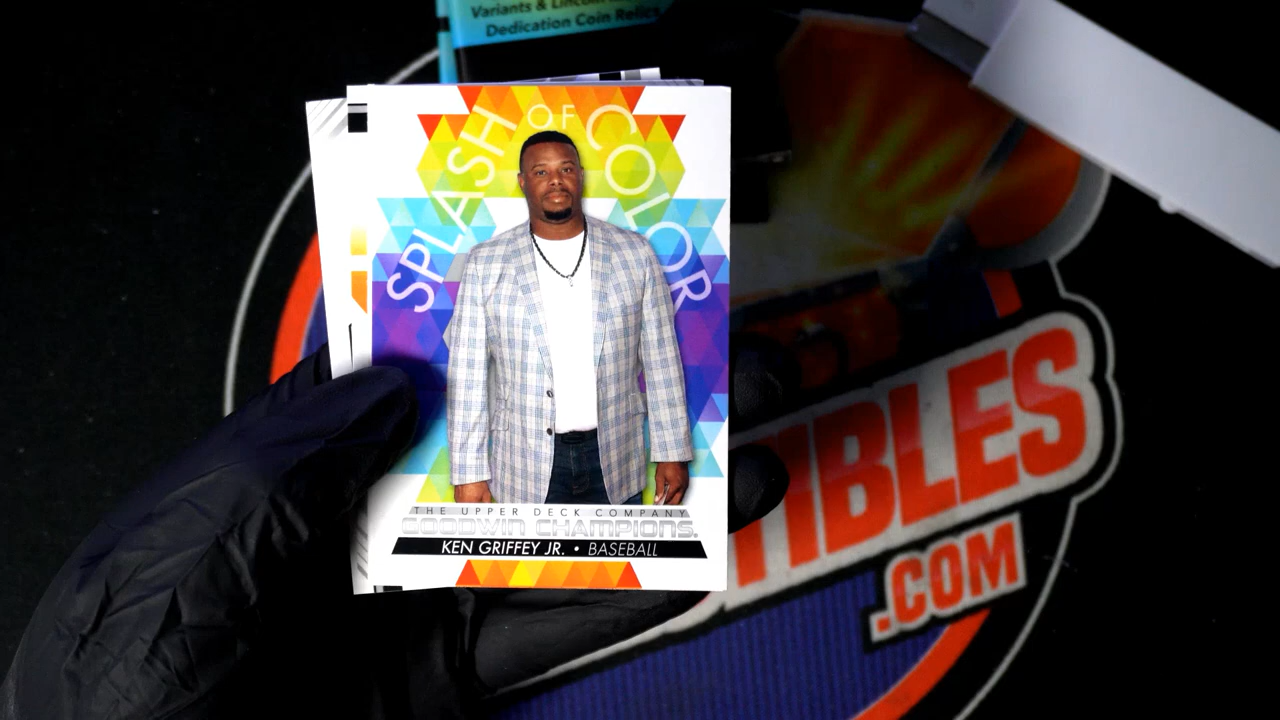 Variants & Lincoln
Dedication Coin Relics
SPLASH OF COLOR
THE UPPER DECK COMPANY
GOODWIN CHAMPIONS.
KEN GRIFFEY JR. • BASEBALL
TIBLES
.COM